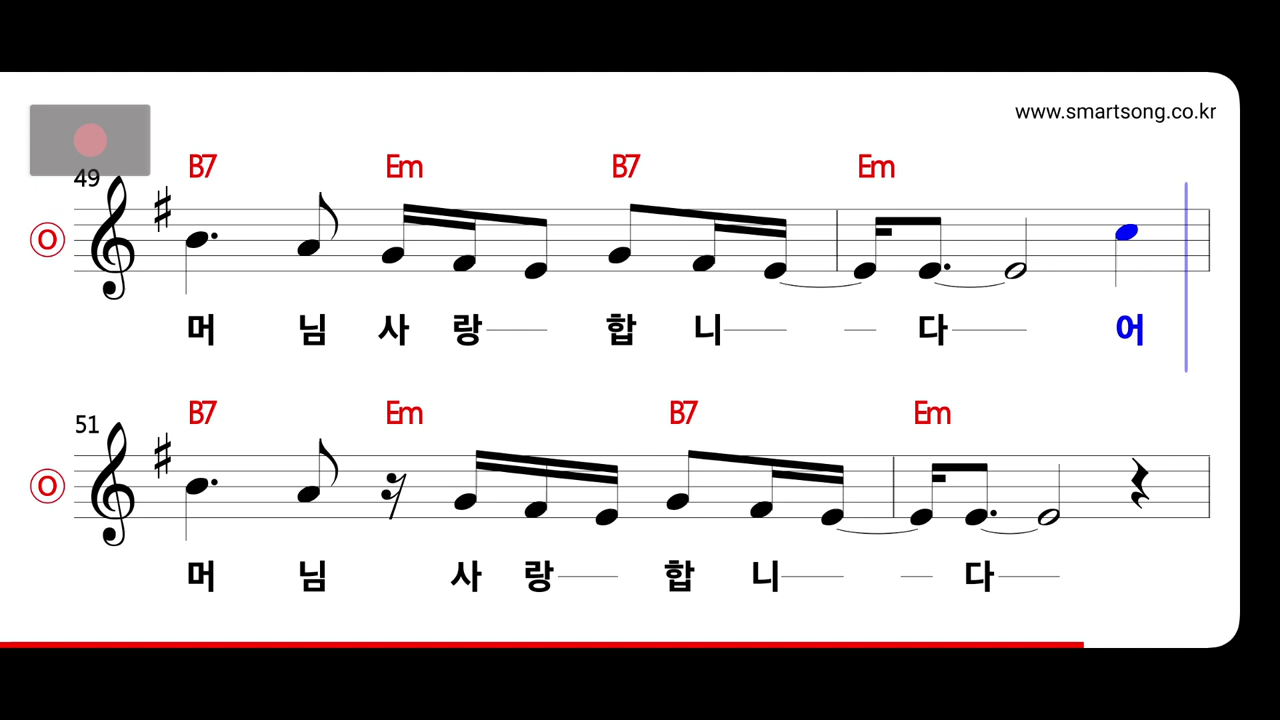 www.smartsong.co.kr
B7 Em B7 Em
49
O
머 님 사 랑 합 니 다 어
B7 Em B7 Em
51
O
머 님 사 랑 합 니 다